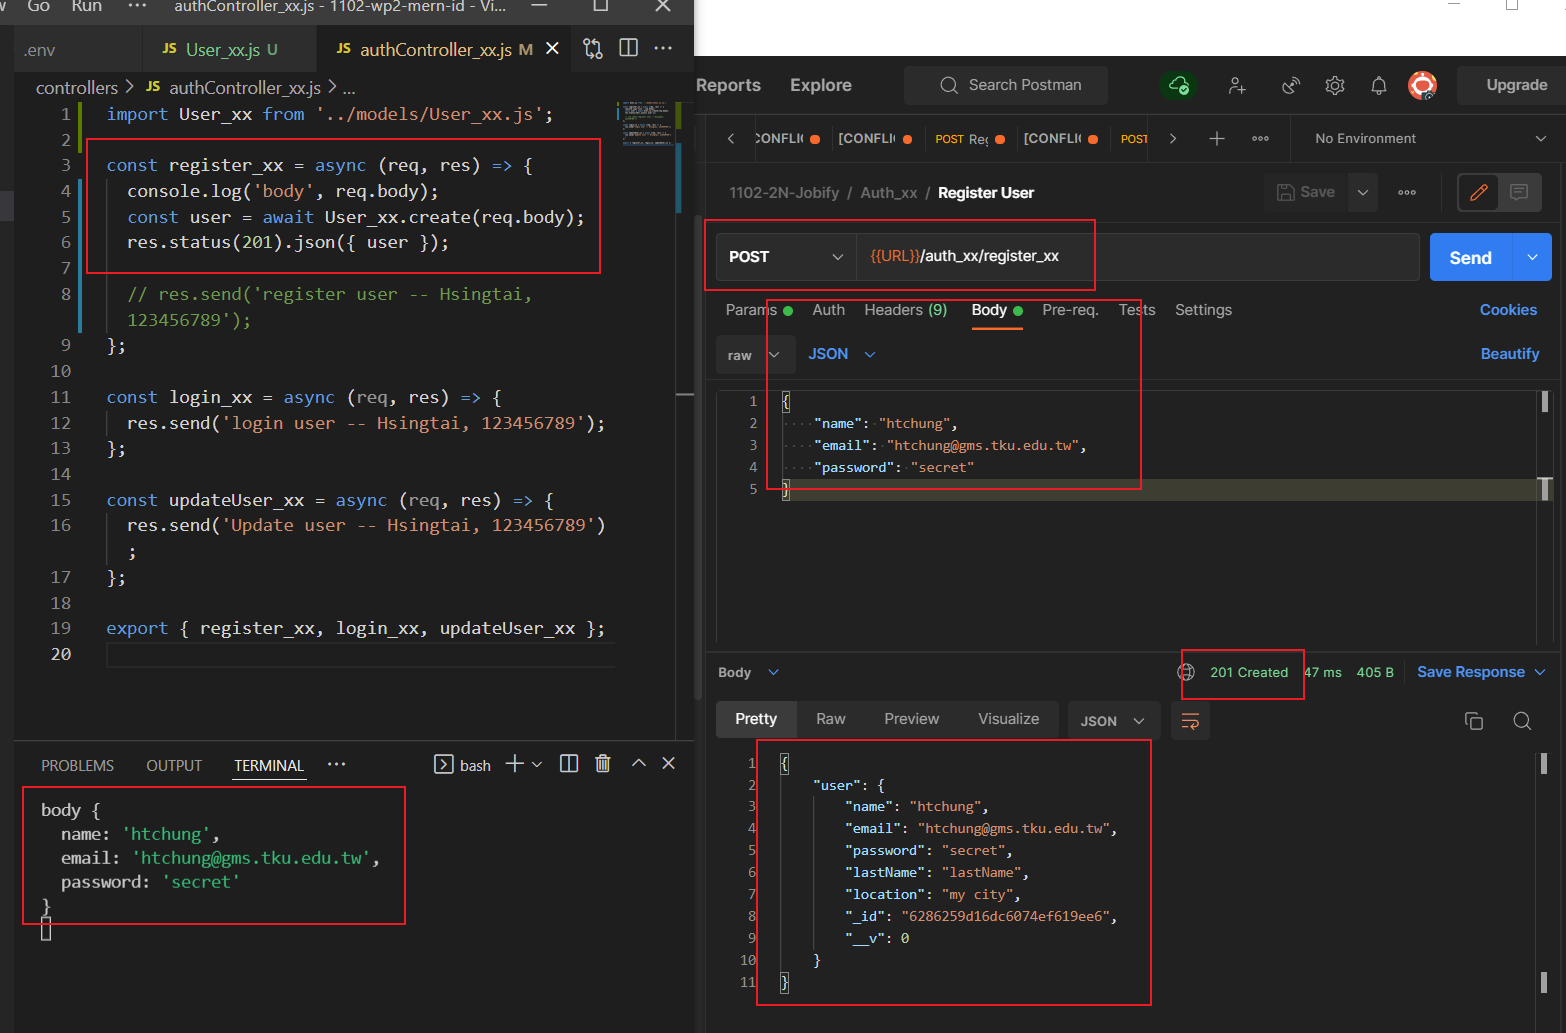 Go Run ··· authController_xx.js - 1102-wp2-mern-id - Vi...
.env JS User_xx.js U JS authController_xx.js M
controllers > JS authController_xx.js > ...
1 import User_xx from '../models/User_xx.js';
2
3 const register_xx = async (req, res) => {
4 console.log('body', req.body);
5 const user = await User_xx.create(req.body);
6 res.status(201).json({ user });
7
8 // res.send('register user -- Hsingtai,
123456789');
9 };
10
11 const login_xx = async (req, res) => {
12 res.send('login user -- Hsingtai, 123456789');
13 };
14
15 const updateUser_xx = async (req, res) => {
16 res.send('Update user -- Hsingtai, 123456789')
;
17 };
18
19 export { register_xx, login_xx, updateUser_xx };
20
PROBLEMS OUTPUT TERMINAL ··· bash
body {
name: 'htchung',
email: 'htchung@gms.tku.edu.tw',
password: 'secret'
}
Reports Explore Search Postman Upgrade
CONFLI [CONFLI POST Reg [CONFLI POST No Environment
1102-2N-Jobify / Auth_xx / Register User Save
POST {{URL}}/auth_xx/register_xx Send
Params Auth Headers (9) Body Pre-req. Tests Settings Cookies
raw JSON Beautify
1 {
2 "name": "htchung",
3 "email": "htchung@gms.tku.edu.tw",
4 "password": "secret"
5 }
Body 201 Created 47 ms 405 B Save Response
Pretty Raw Preview Visualize JSON
1 {
2 "user": {
3 "name": "htchung",
4 "email": "htchung@gms.tku.edu.tw",
5 "password": "secret",
6 "lastName": "lastName",
7 "location": "my city",
8 "_id": "6286259d16dc6074ef619ee6",
9 "__v": 0
10 }
11 }